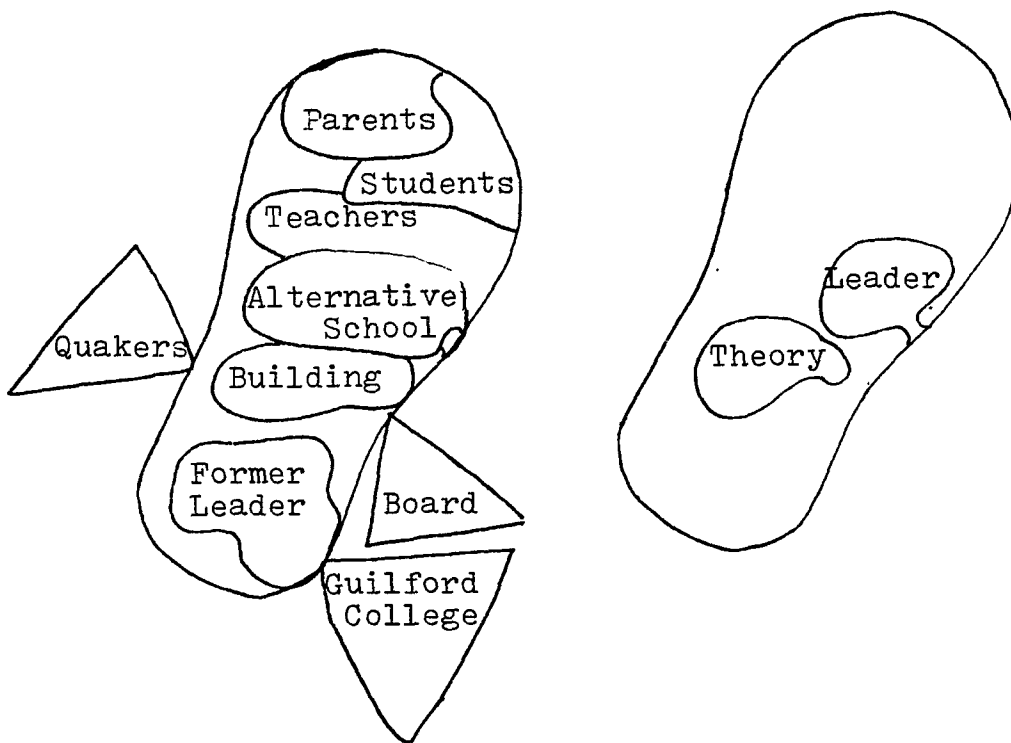 Parents
Students
Teachers
Alternative
School
Quakers
Building
Former
Leader
Board
Guilford
College
Leader
Theory